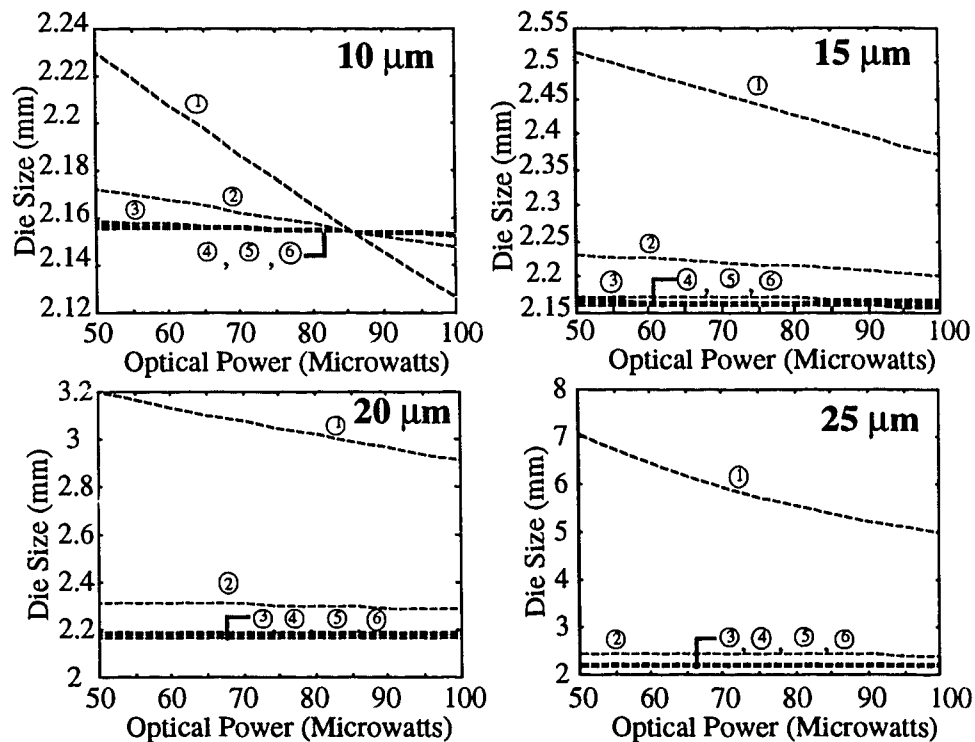 10 μm
Die Size (mm)
2.24
2.22
2.2
2.18
2.16
2.14
2.12
①
②
③
④ , ⑤ , ⑥
50 60 70 80 90 100
Optical Power (Microwatts)
15 μm
Die Size (mm)
2.55
2.5
2.45
2.4
2.35
2.3
2.25
2.2
2.15
①
②
③ ④ , ⑤ , ⑥
50 60 70 80 90 100
Optical Power (Microwatts)
20 μm
Die Size (mm)
3.2
3
2.8
2.6
2.4
2.2
2
①
②
③ ④ ⑤ ⑥
50 60 70 80 90 100
Optical Power (Microwatts)
25 μm
Die Size (mm)
8
7
6
5
4
3
2
①
② ③ , ④ , ⑤ , ⑥
50 60 70 80 90 100
Optical Power (Microwatts)